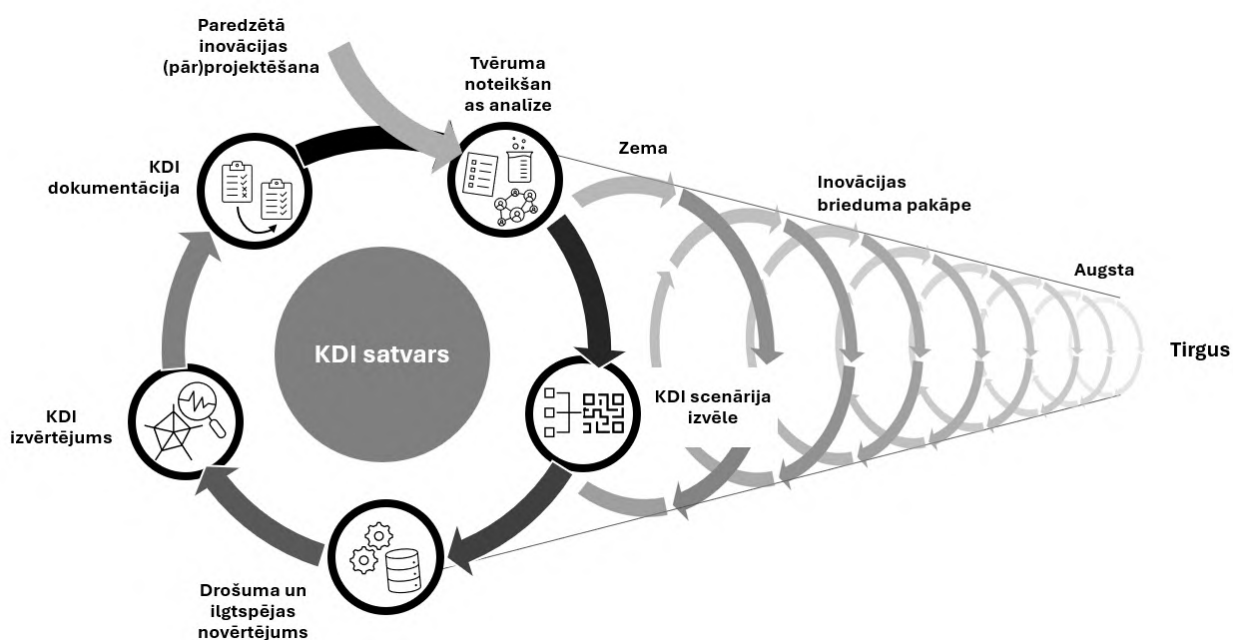 Paredzētā
inovācijas
(pār)projektēšana
Tvēruma
noteikšan
as analīze
KDI
dokumentācija
Zema
Inovācijas
brieduma pakāpe
Augsta
Tirgus
KDI satvars
KDI scenārija
izvēle
KDI
izvērtējums
Drošuma un
ilgtspējas
novērtējums